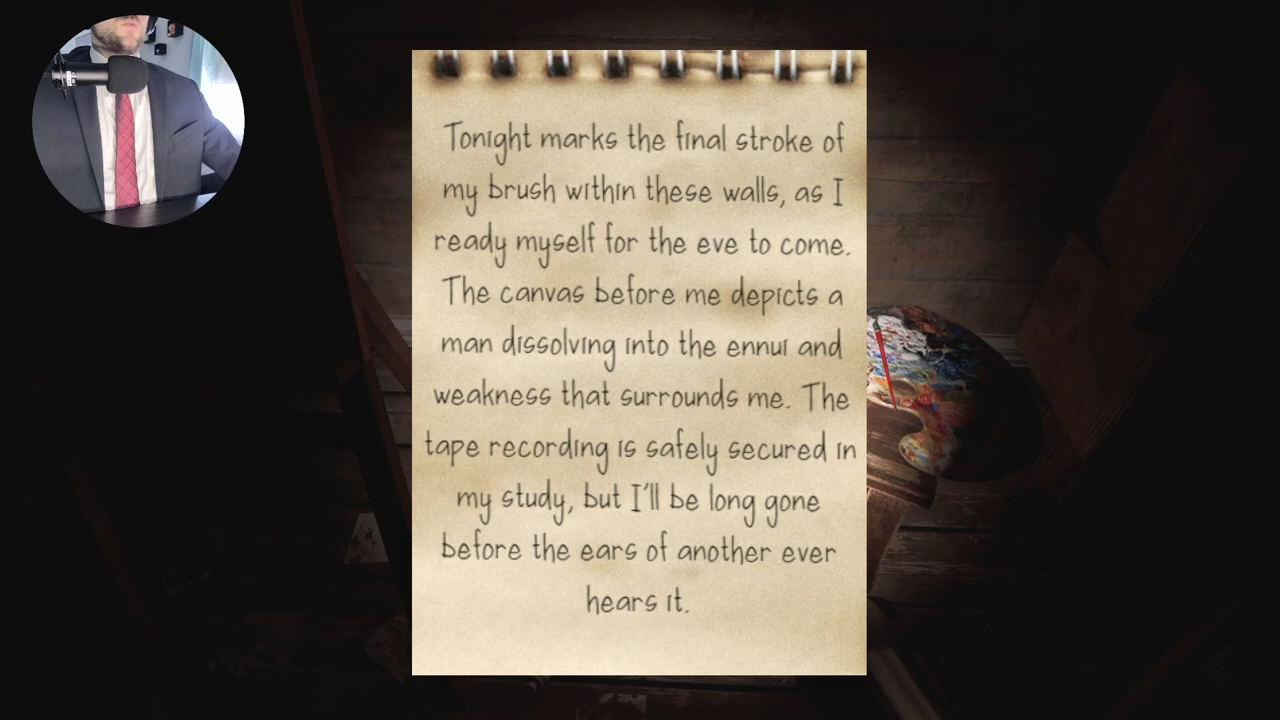 Tonight marks the final stroke of
my brush within these walls, as I
ready myself for the eve to come.
The canvas before me depicts a
man dissolving into the ennui and
weakness that surrounds me. The
tape recording is safely secured in
my study, but I'll be long gone
before the ears of another ever
hears it.